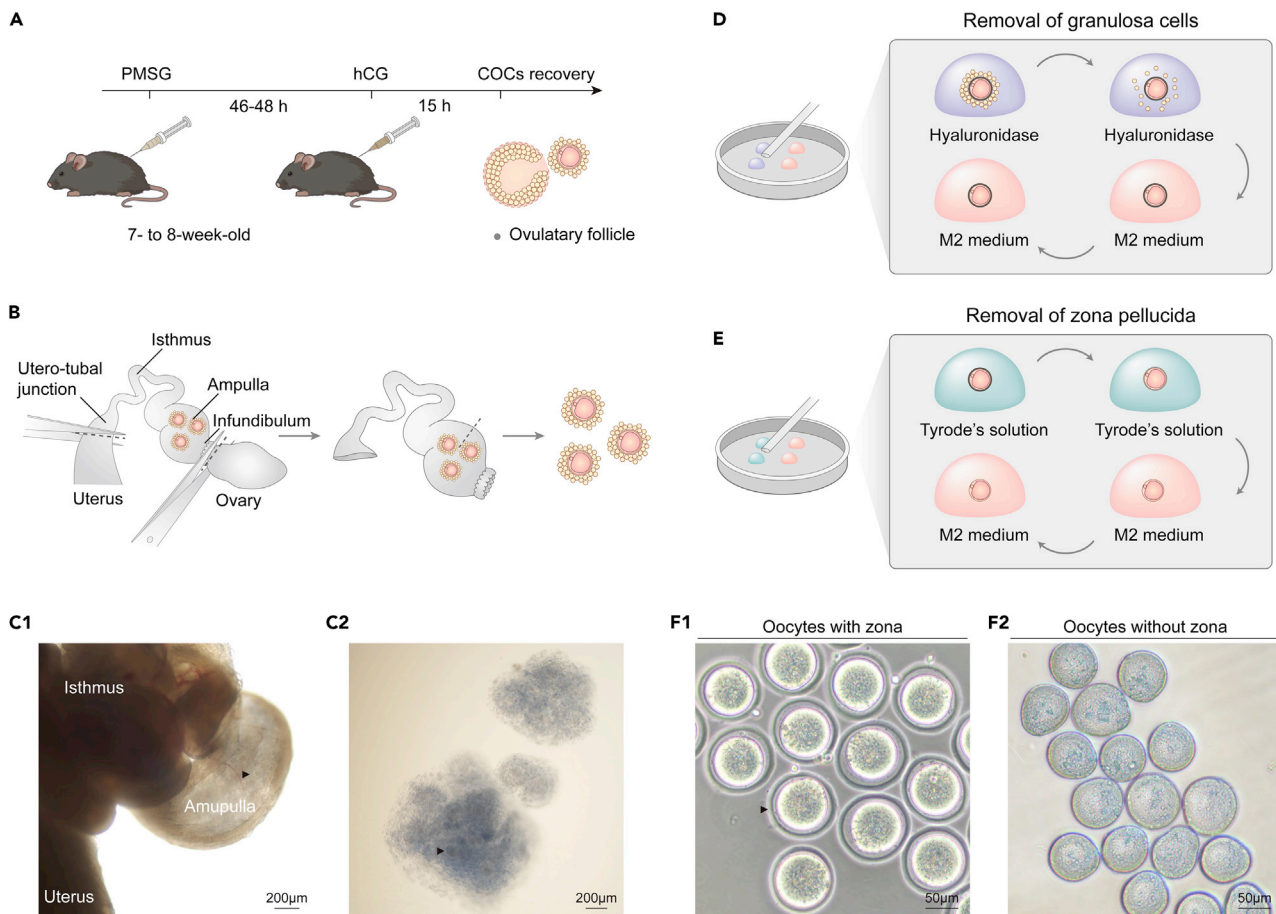 A
PMSG
hCG
COCs recovery
46-48 h
15 h
7- to 8-week-old
Ovulatary follicle
B
Isthmus
Utero-tubal
junction
Ampulla
Infundibulum
Uterus
Ovary
C1
Isthmus
Amupulla
Uterus
200μm
C2
200μm
D
Removal of granulosa cells
Hyaluronidase
Hyaluronidase
M2 medium
M2 medium
E
Removal of zona pellucida
Tyrode's solution
Tyrode's solution
M2 medium
M2 medium
F1
Oocytes with zona
50μm
F2
Oocytes without zona
50μm